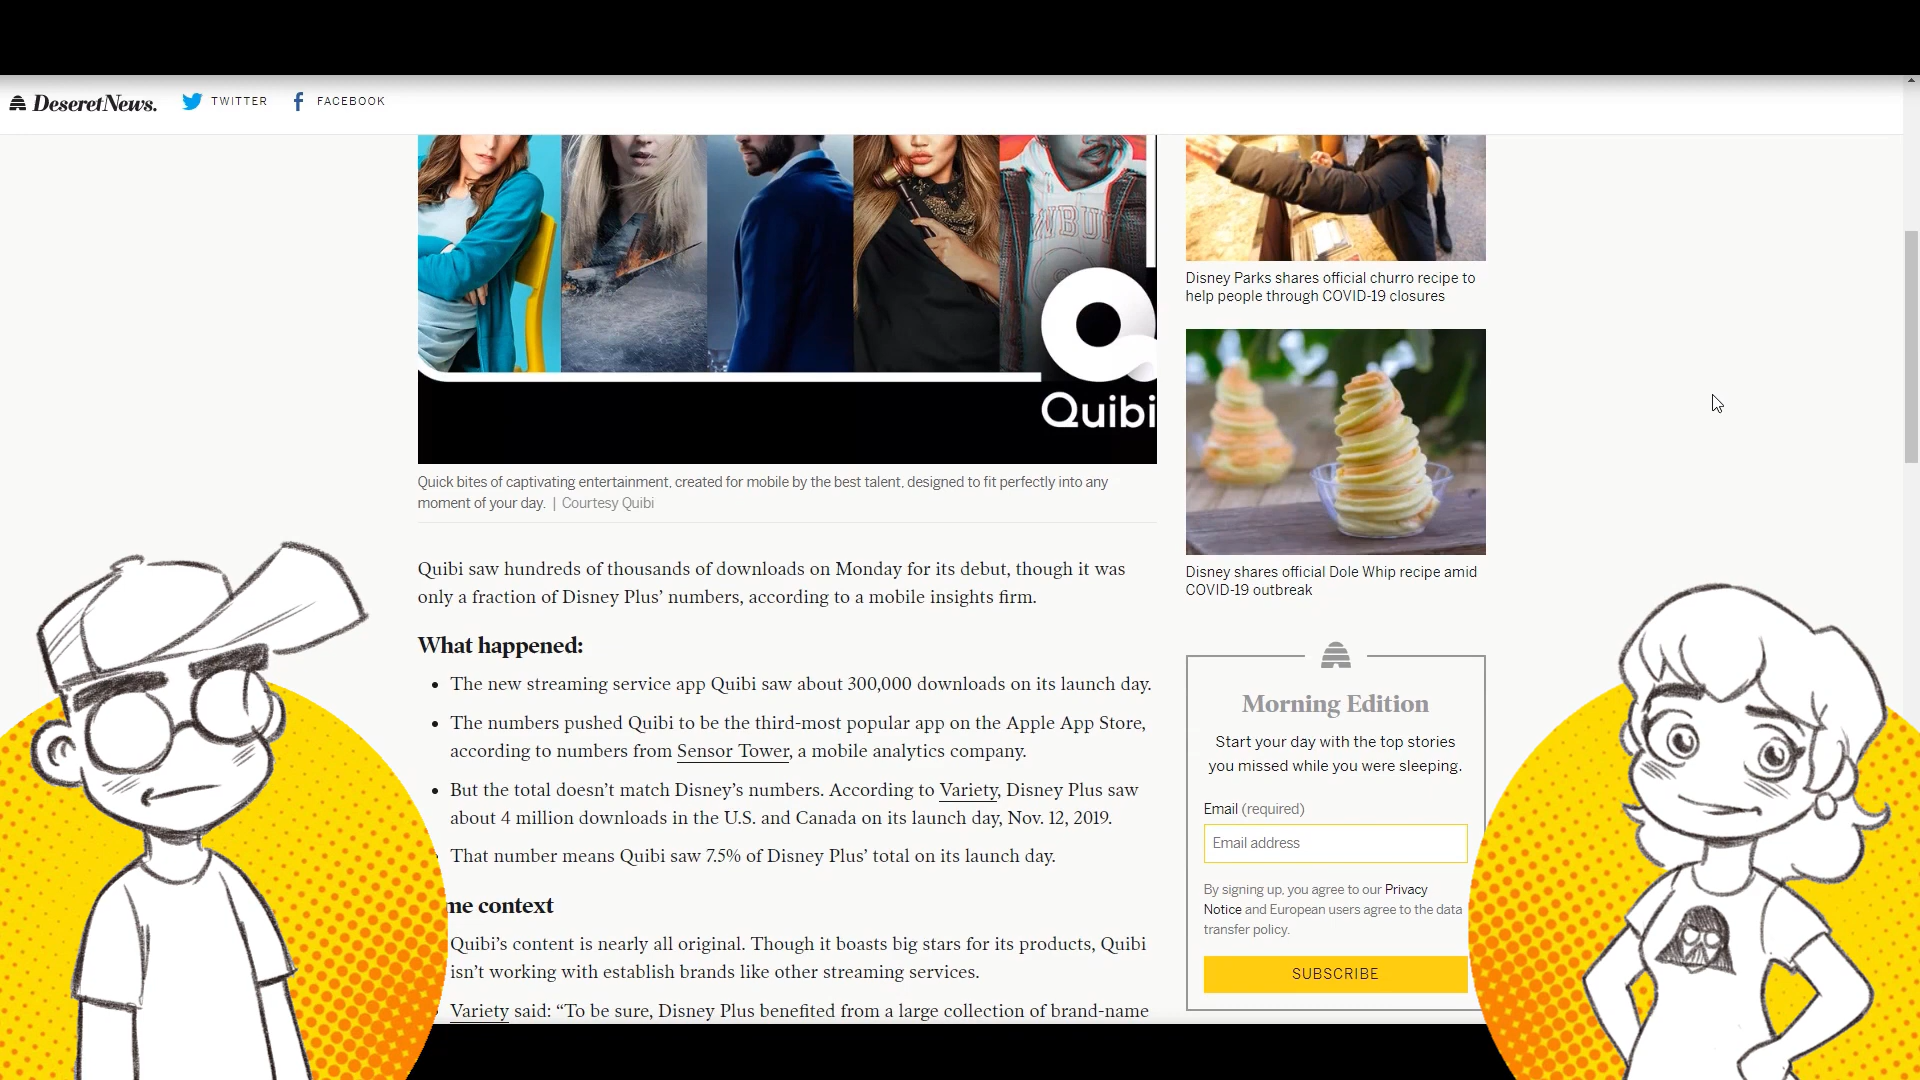 DeseretNews.
TWITTER
FACEBOOK
Quibi
Quick bites of captivating entertainment, created for mobile by the best talent, designed to fit perfectly into any
moment of your day. | Courtesy Quibi
Quibi saw hundreds of thousands of downloads on Monday for its debut, though it was
only a fraction of Disney Plus’ numbers, according to a mobile insights firm.
What happened:
The new streaming service app Quibi saw about 300,000 downloads on its launch day.
The numbers pushed Quibi to be the third-most popular app on the Apple App Store,
according to numbers from Sensor Tower, a mobile analytics company.
But the total doesn’t match Disney’s numbers. According to Variety, Disney Plus saw
about 4 million downloads in the U.S. and Canada on its launch day, Nov. 12, 2019.
That number means Quibi saw 7.5% of Disney Plus’ total on its launch day.
me context
Quibi’s content is nearly all original. Though it boasts big stars for its products, Quibi
isn’t working with establish brands like other streaming services.
Variety said: “To be sure, Disney Plus benefited from a large collection of brand-name
Disney Parks shares official churro recipe to
help people through COVID-19 closures
Disney shares official Dole Whip recipe amid
COVID-19 outbreak
Morning Edition
Start your day with the top stories
you missed while you were sleeping.
Email (required)
Email address
By signing up, you agree to our Privacy
Notice and European users agree to the data
transfer policy.
SUBSCRIBE